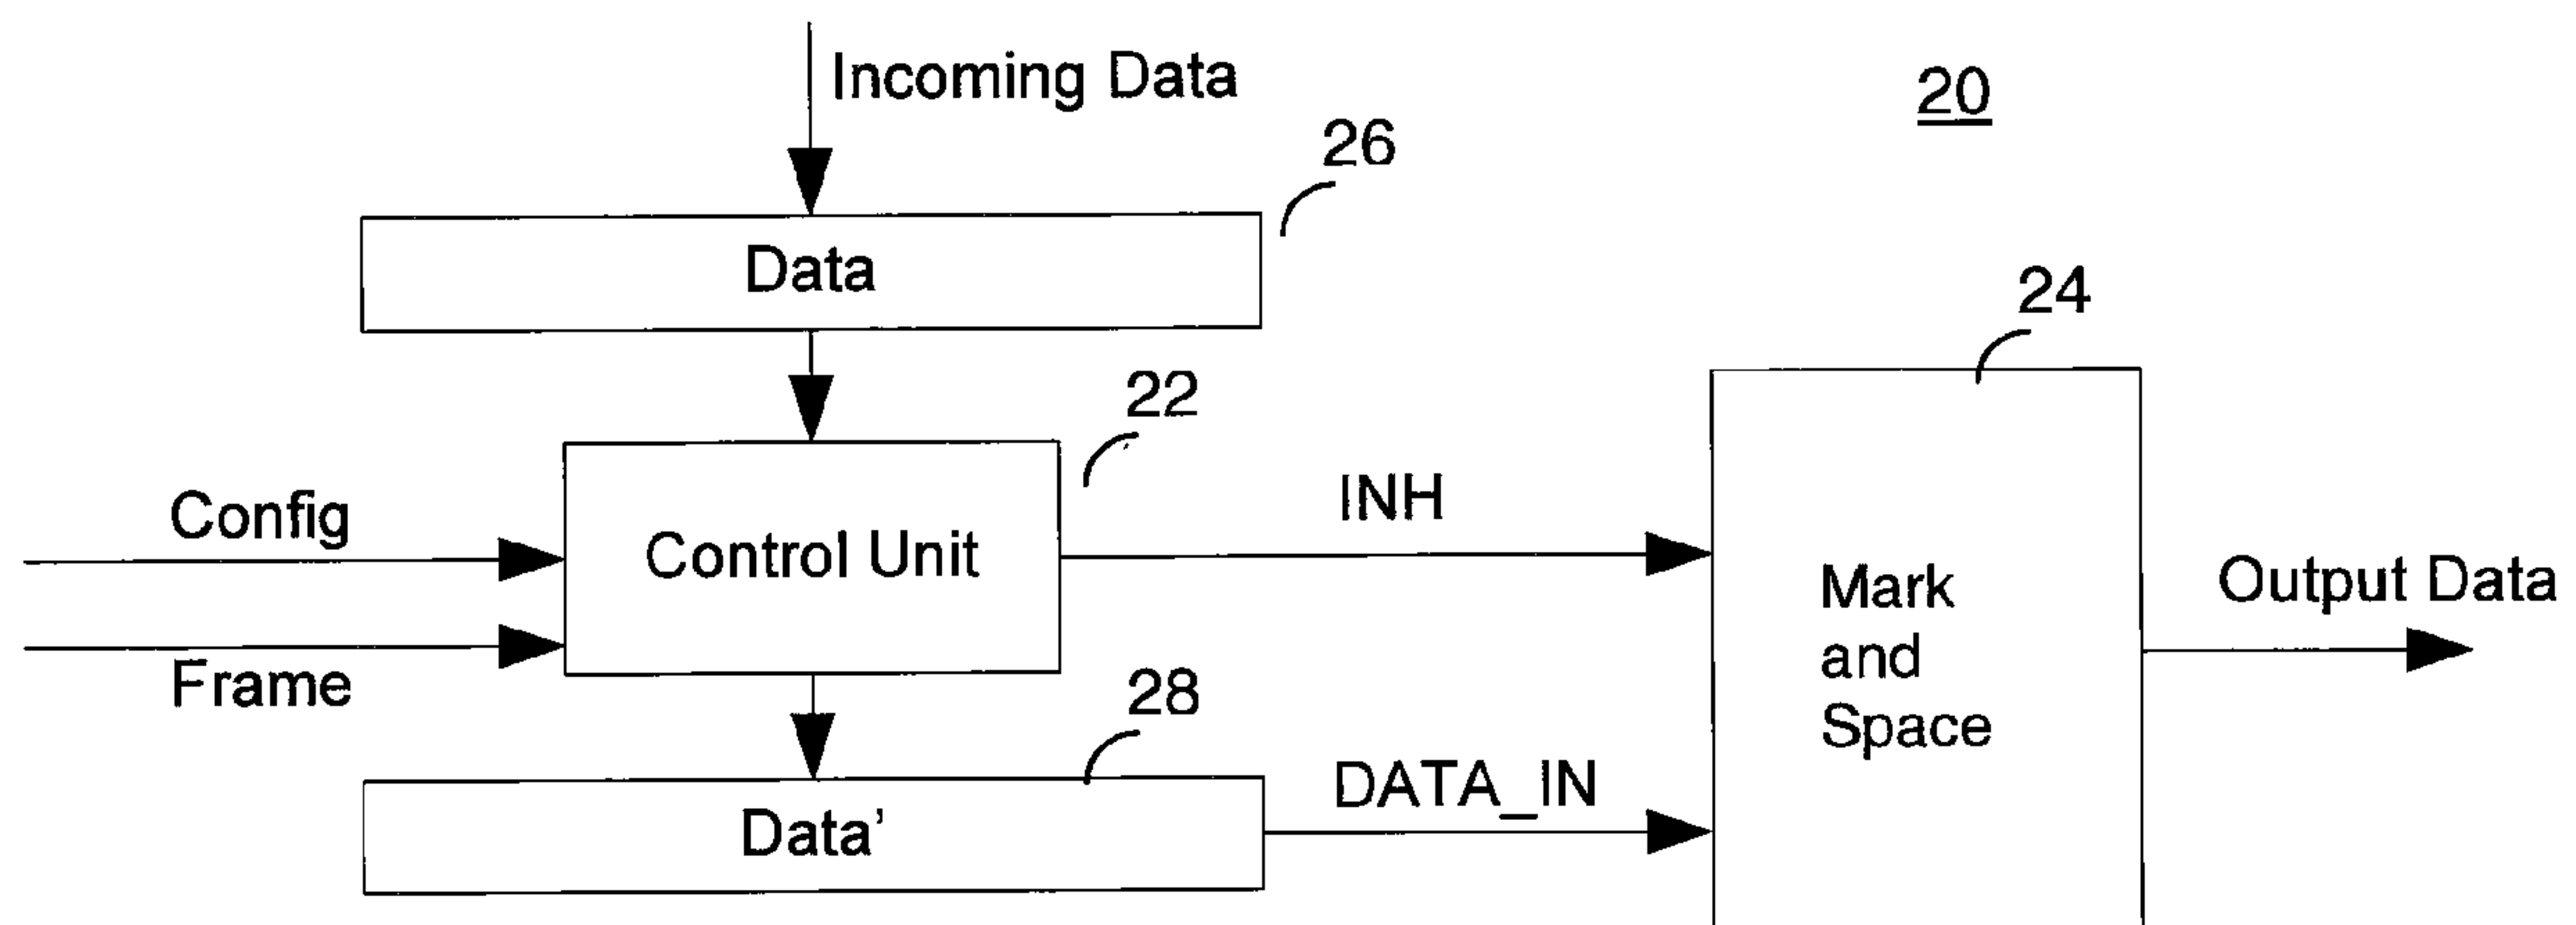 Incoming Data
20
26
Data
24
22
Config
INH
Control Unit
Mark
and
Space
Output Data
Frame
28
DATA_IN
Data’